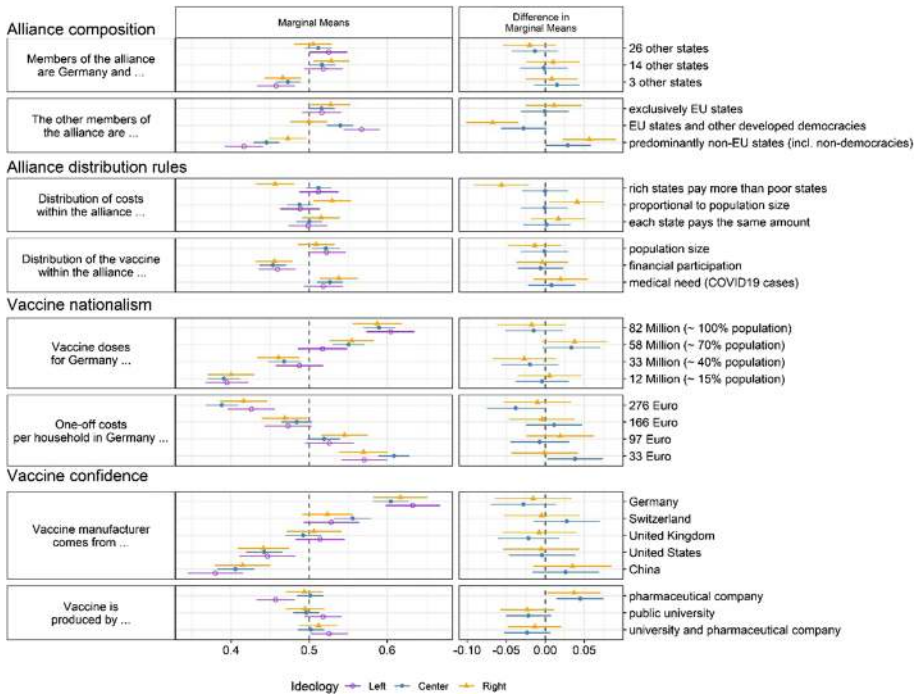 Marginal Means
Difference in
Marginal Means
Alliance composition
Members of the alliance
are Germany and ...
26 other states
14 other states
3 other states
The other members of
the alliance are ...
exclusively EU states
EU states and other developed democracies
predominantly non-EU states (incl. non-democracies)
Alliance distribution rules
Distribution of costs
within the alliance ...
rich states pay more than poor states
proportional to population size
each state pays the same amount
Distribution of the vaccine
within the alliance ...
population size
financial participation
medical need (COVID19 cases)
Vaccine nationalism
Vaccine doses
for Germany ...
82 Million (~ 100% population)
58 Million (~ 70% population)
33 Million (~ 40% population)
12 Million (~ 15% population)
One-off costs
per household in Germany ...
276 Euro
166 Euro
97 Euro
33 Euro
Vaccine confidence
Vaccine manufacturer
comes from ...
Germany
Switzerland
United Kingdom
United States
China
Vaccine is
produced by ...
pharmaceutical company
public university
university and pharmaceutical company
0.4 0.5 0.6 -0.10 -0.05 0.00 0.05
Ideology Left Center Right